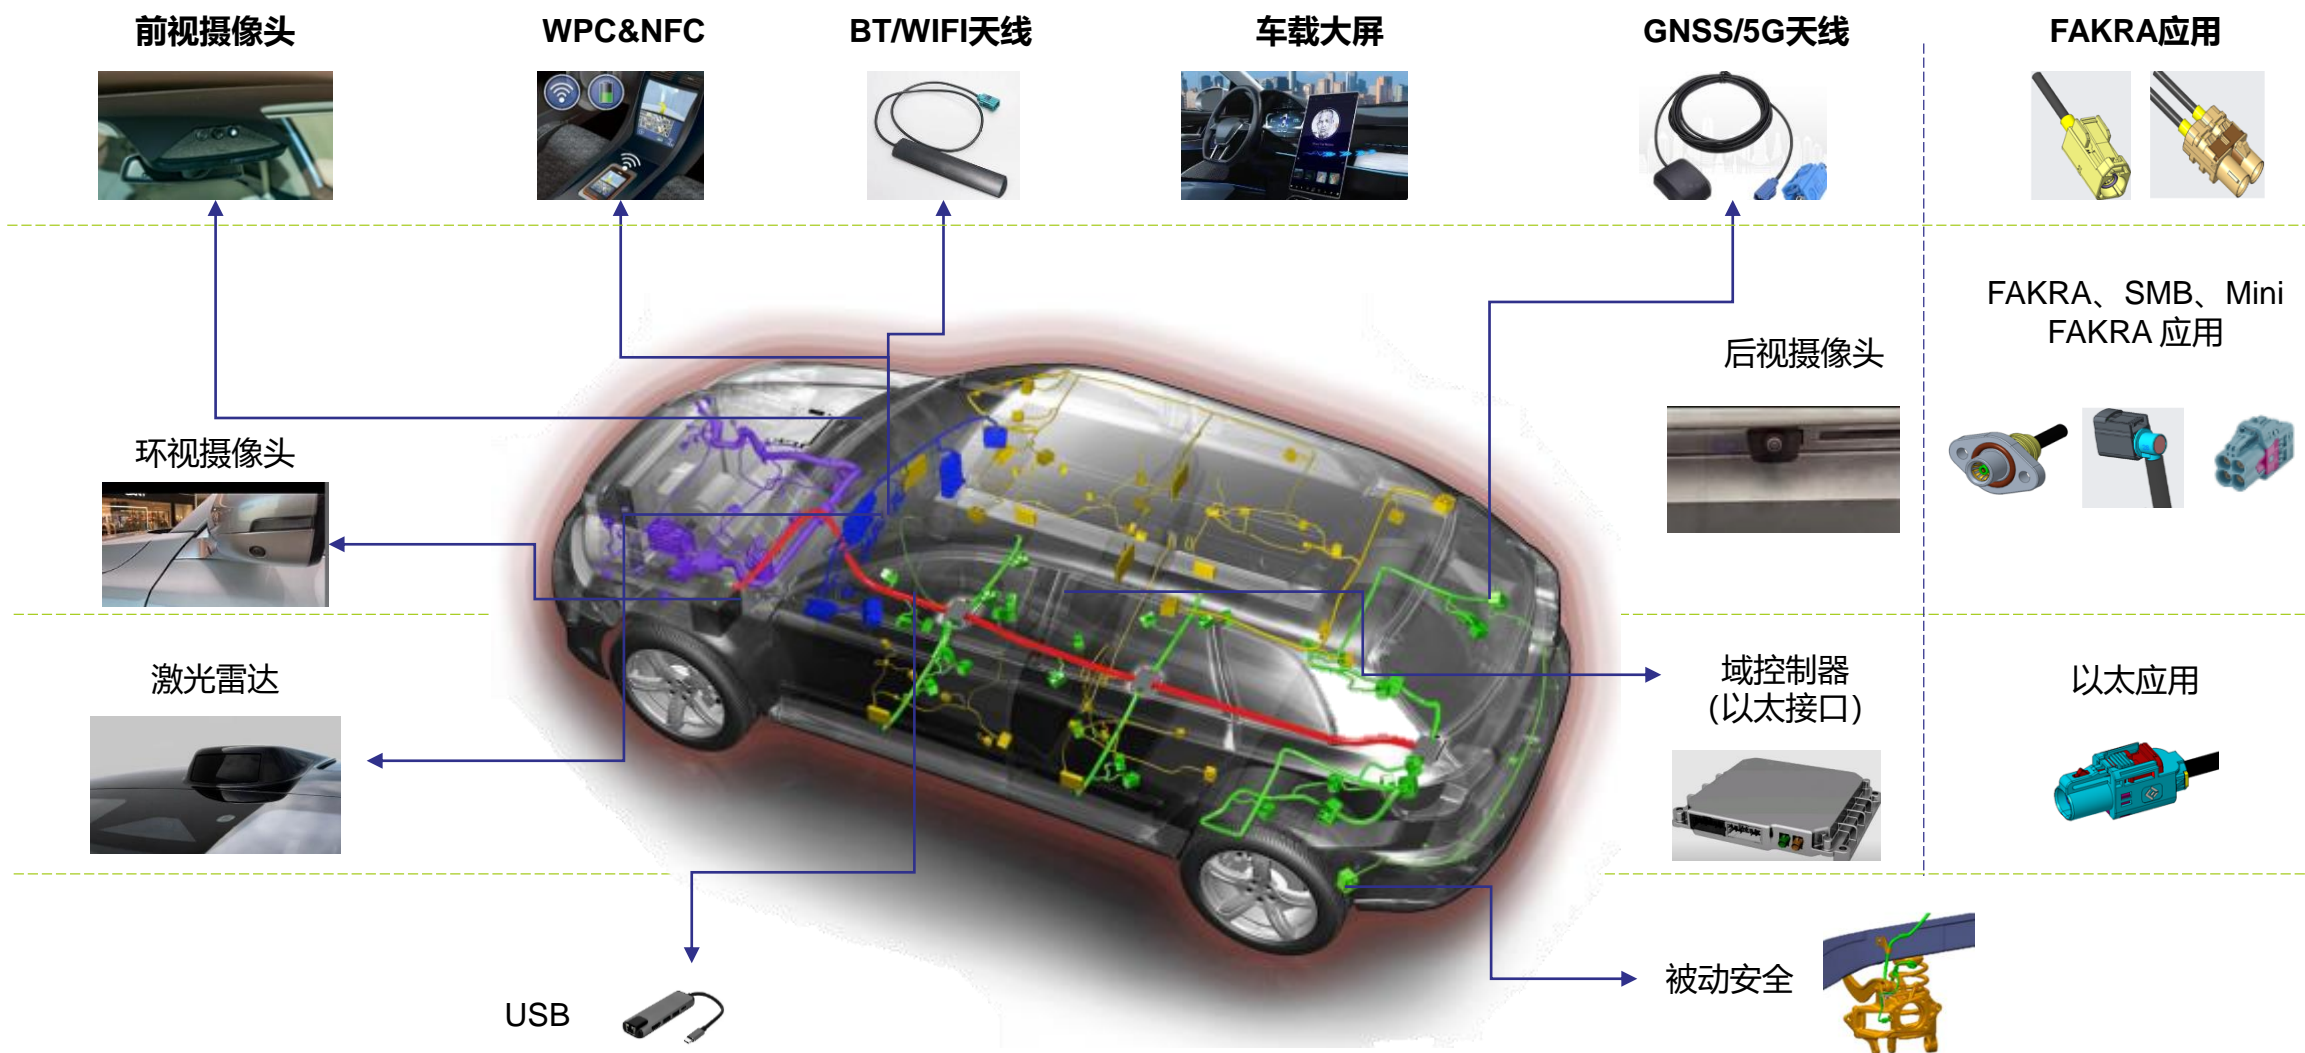 前视摄像头
WPC&NFC
BT/WIFI天线
车载大屏
GNSS/5G天线
FAKRA应用
FAKRA、SMB、Mini
FAKRA 应用
后视摄像头
环视摄像头
激光雷达
域控制器
(以太接口)
以太应用
被动安全
USB